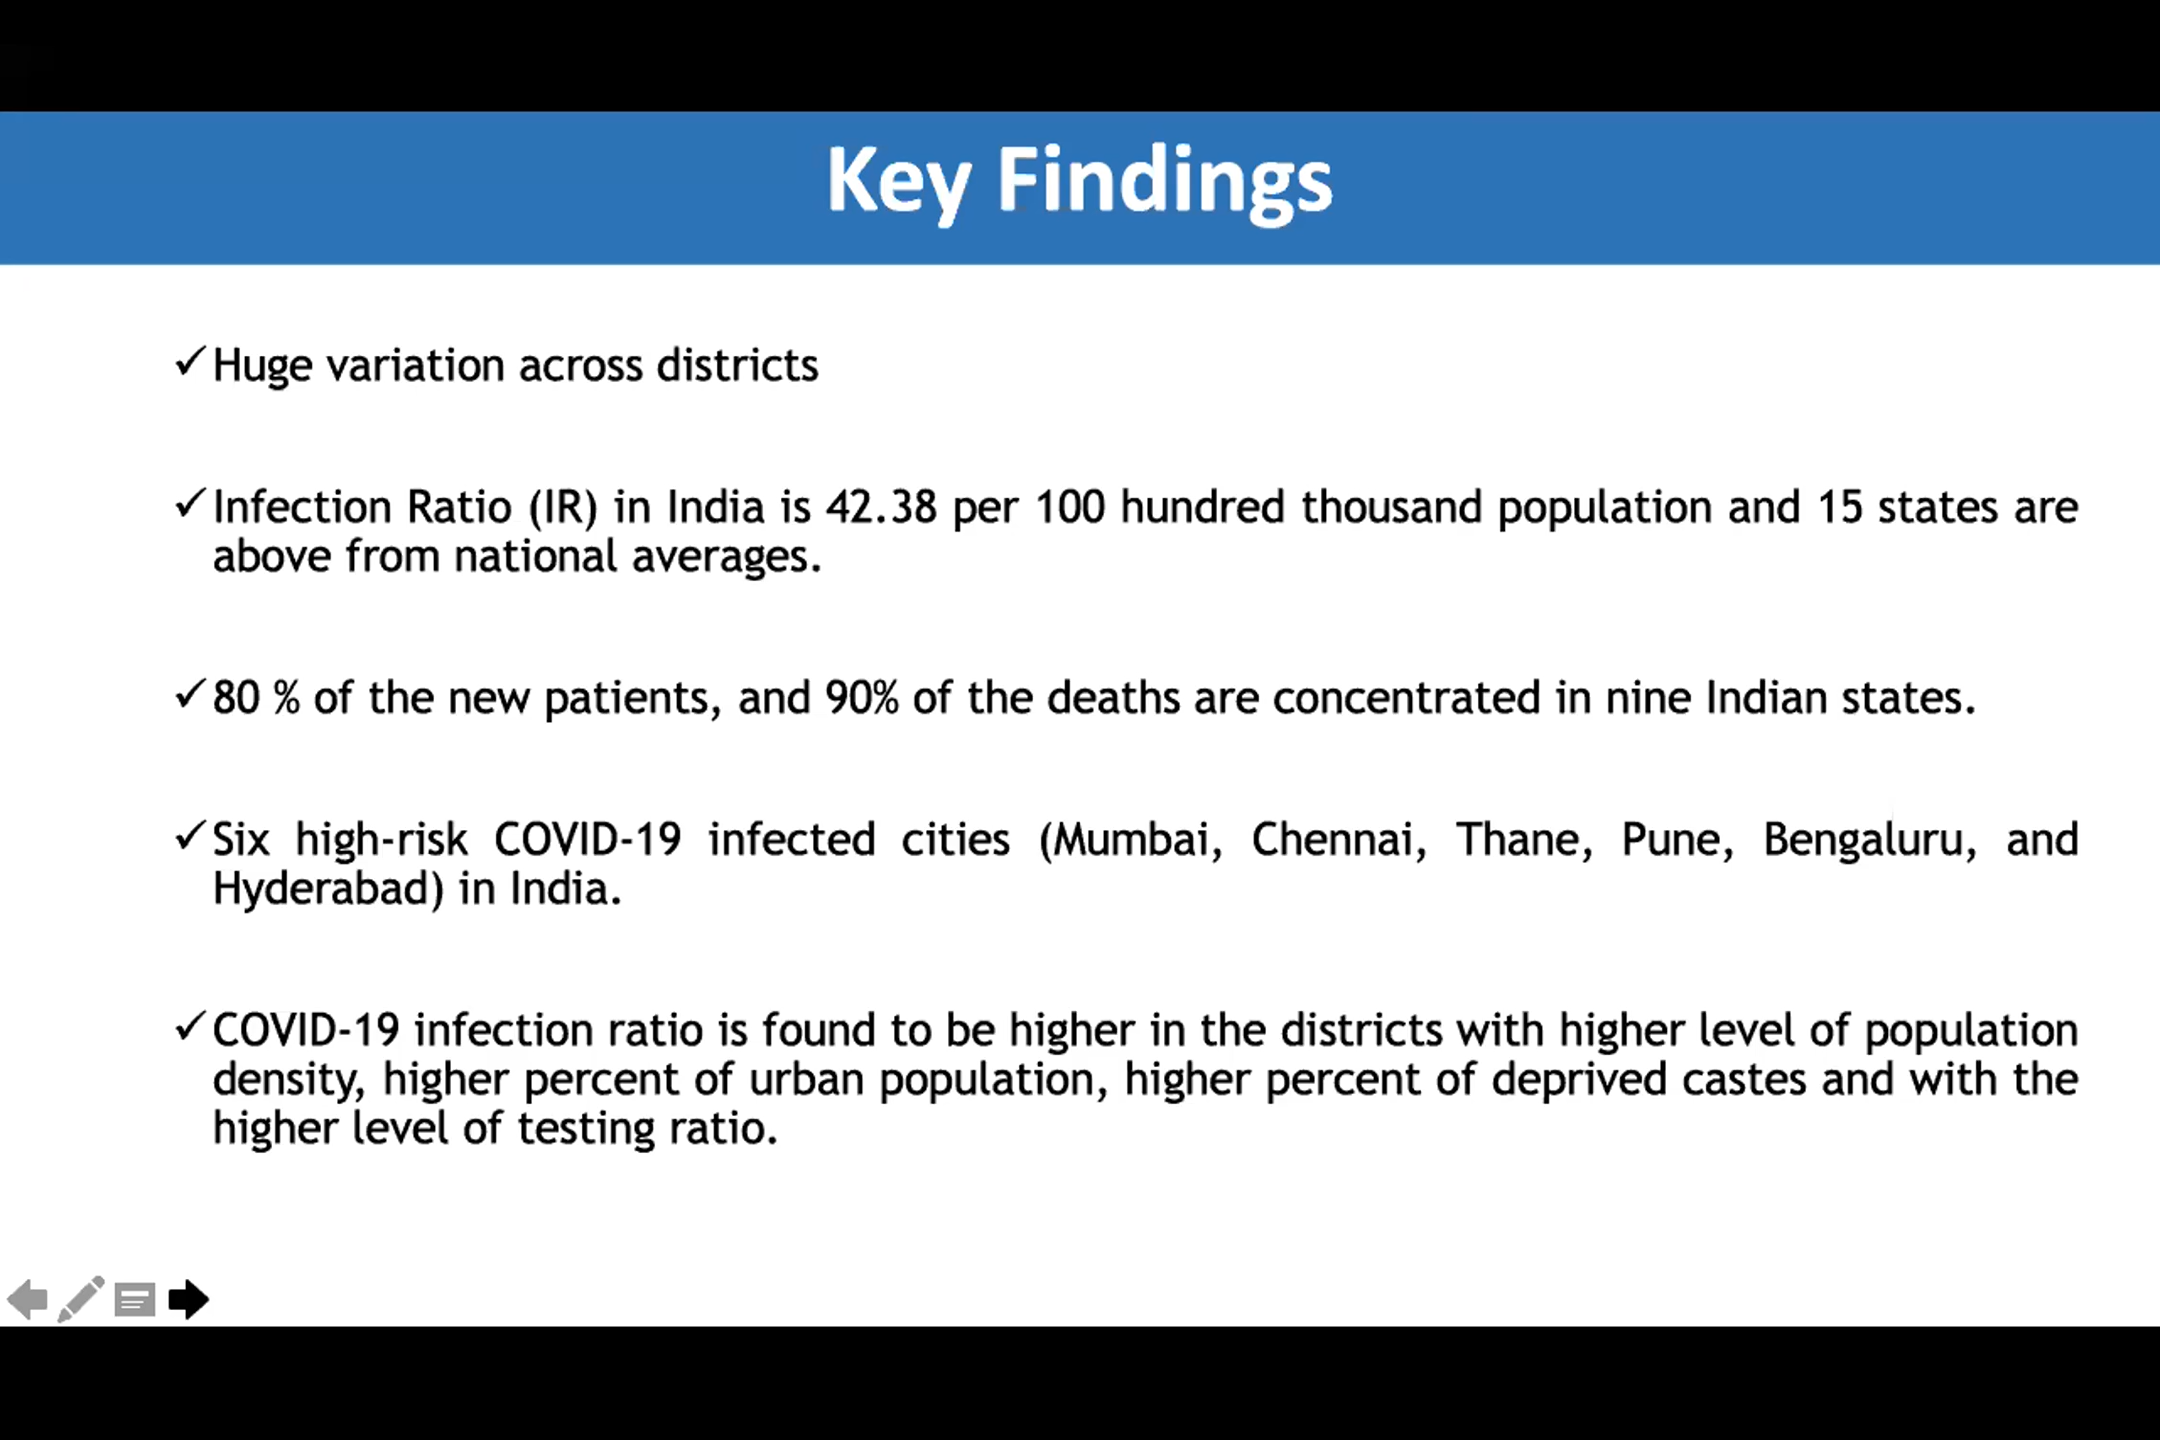 Key Findings
✓Huge variation across districts
✓Infection Ratio (IR) in India is 42.38 per 100 hundred thousand population and 15 states are
above from national averages.
✓80 % of the new patients, and 90% of the deaths are concentrated in nine Indian states.
✓Six high-risk COVID-19 infected cities (Mumbai, Chennai, Thane, Pune, Bengaluru, and
Hyderabad) in India.
✓COVID-19 infection ratio is found to be higher in the districts with higher level of population
density, higher percent of urban population, higher percent of deprived castes and with the
higher level of testing ratio.